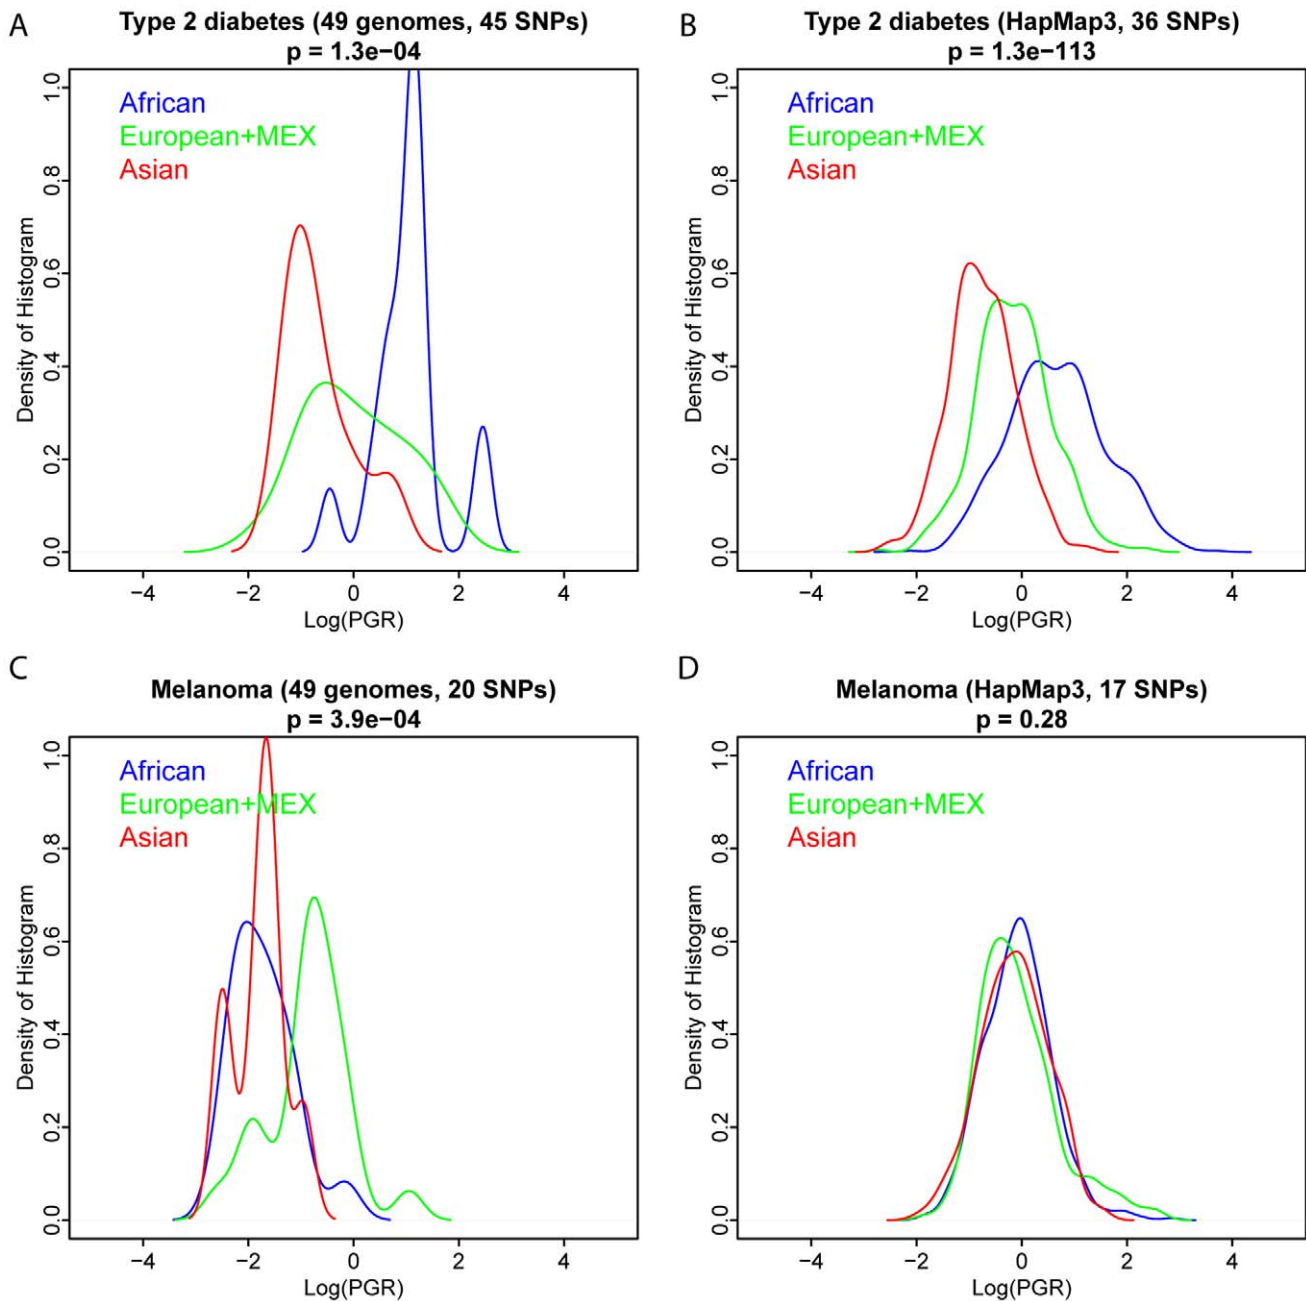 A
Type 2 diabetes (49 genomes, 45 SNPs)
p = 1.3e−04
African
European+MEX
Asian
Density of Histogram
0.0
0.2
0.4
0.6
0.8
1.0
−4
−2
0
2
4
Log(PGR)
B
Type 2 diabetes (HapMap3, 36 SNPs)
p = 1.3e−113
African
European+MEX
Asian
Density of Histogram
0.0
0.2
0.4
0.6
0.8
1.0
−4
−2
0
2
4
Log(PGR)
C
Melanoma (49 genomes, 20 SNPs)
p = 3.9e−04
African
European+MEX
Asian
Density of Histogram
0.0
0.2
0.4
0.6
0.8
1.0
−4
−2
0
2
4
Log(PGR)
D
Melanoma (HapMap3, 17 SNPs)
p = 0.28
African
European+MEX
Asian
Density of Histogram
0.0
0.2
0.4
0.6
0.8
1.0
−4
−2
0
2
4
Log(PGR)